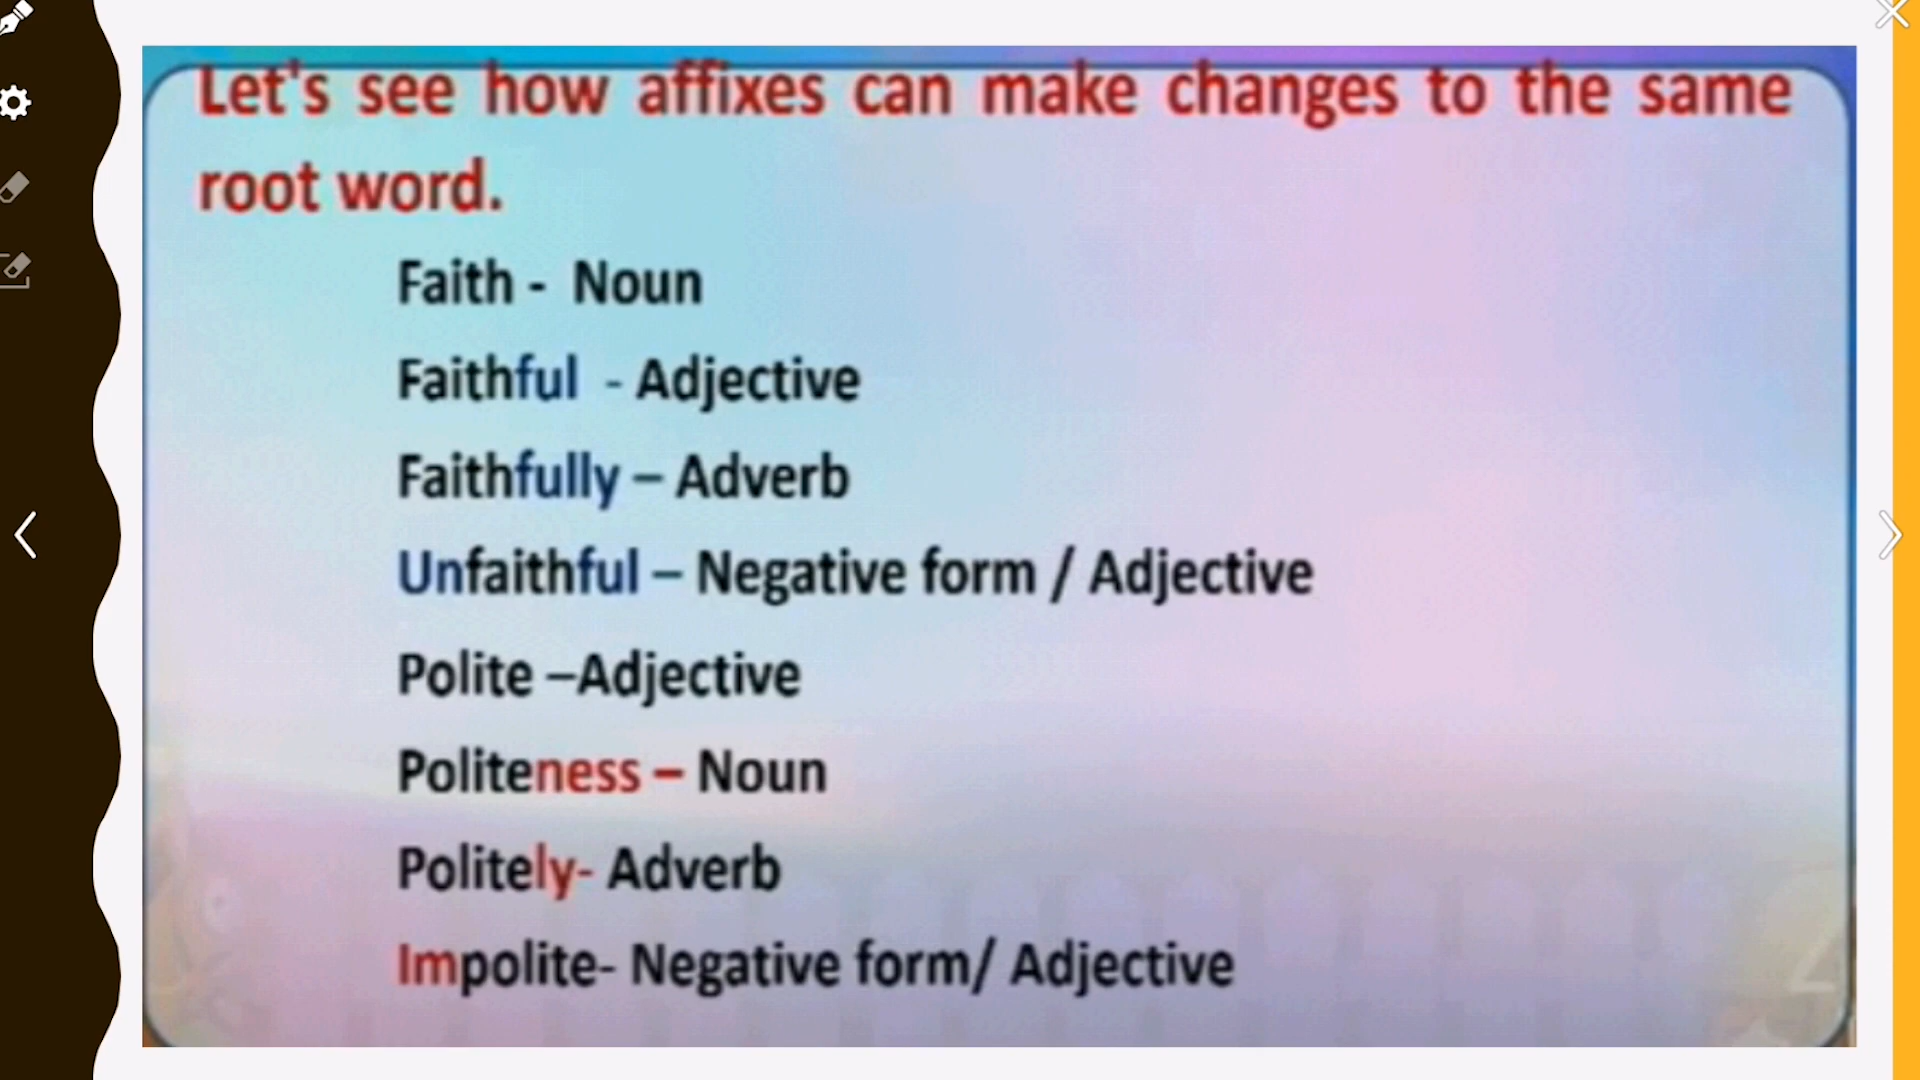 Let's see how affixes can make changes to the same
root word.
Faith - Noun
Faithful - Adjective
Faithfully – Adverb
Unfaithful – Negative form / Adjective
Polite –Adjective
Politeness – Noun
Politely- Adverb
Impolite- Negative form/ Adjective